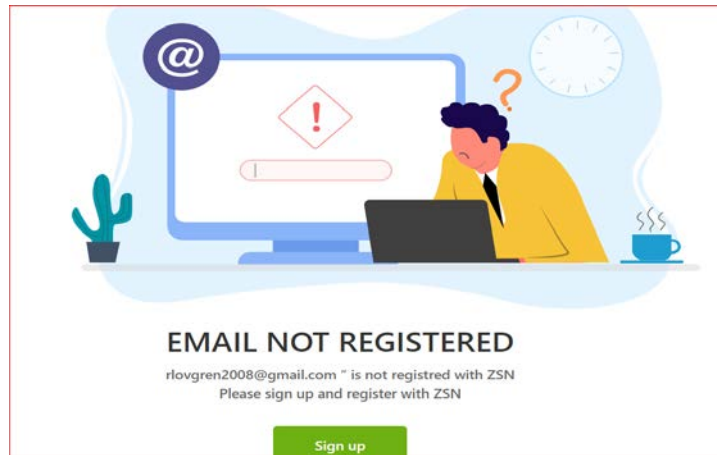 @
!
?
EMAIL NOT REGISTERED
rlovgren2008@gmail.com " is not registred with ZSN
Please sign up and register with ZSN
Sign up